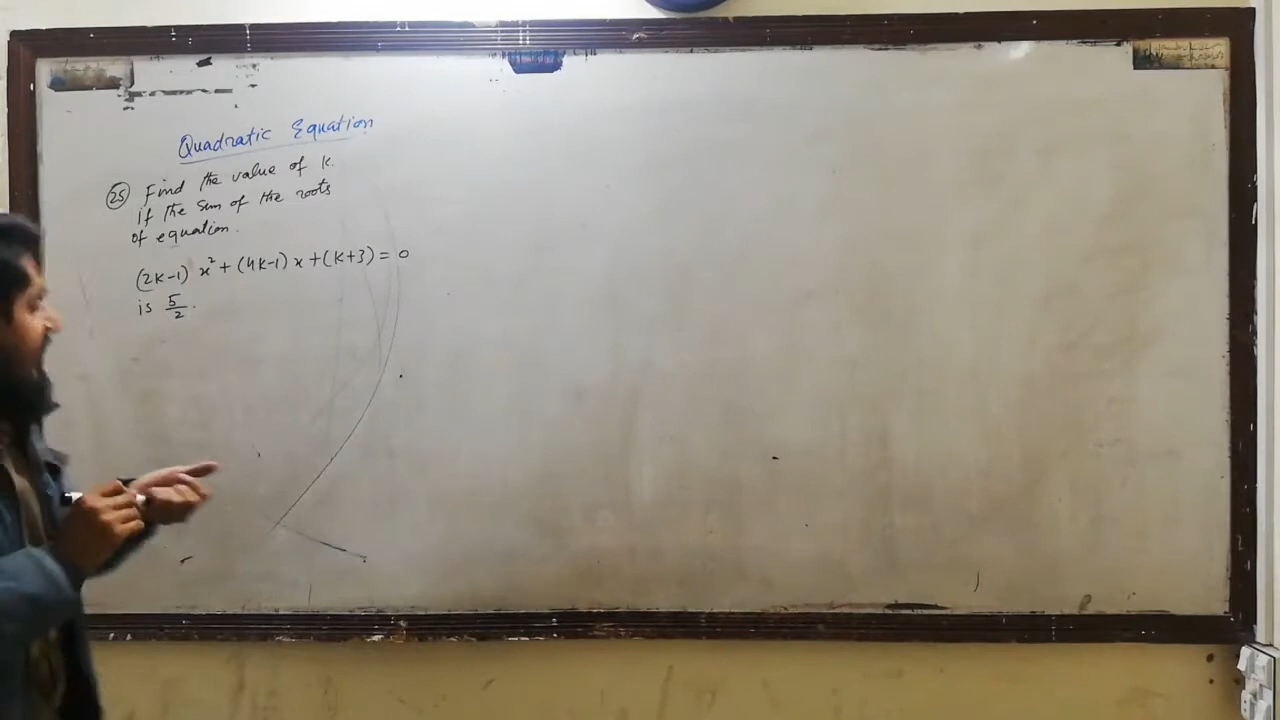 Quadratic Equation
25 Find the value of k.
if the sum of the roots
of equation.
(2k-1) x² + (4k-1) x + (k+3) = 0
is 5/2.